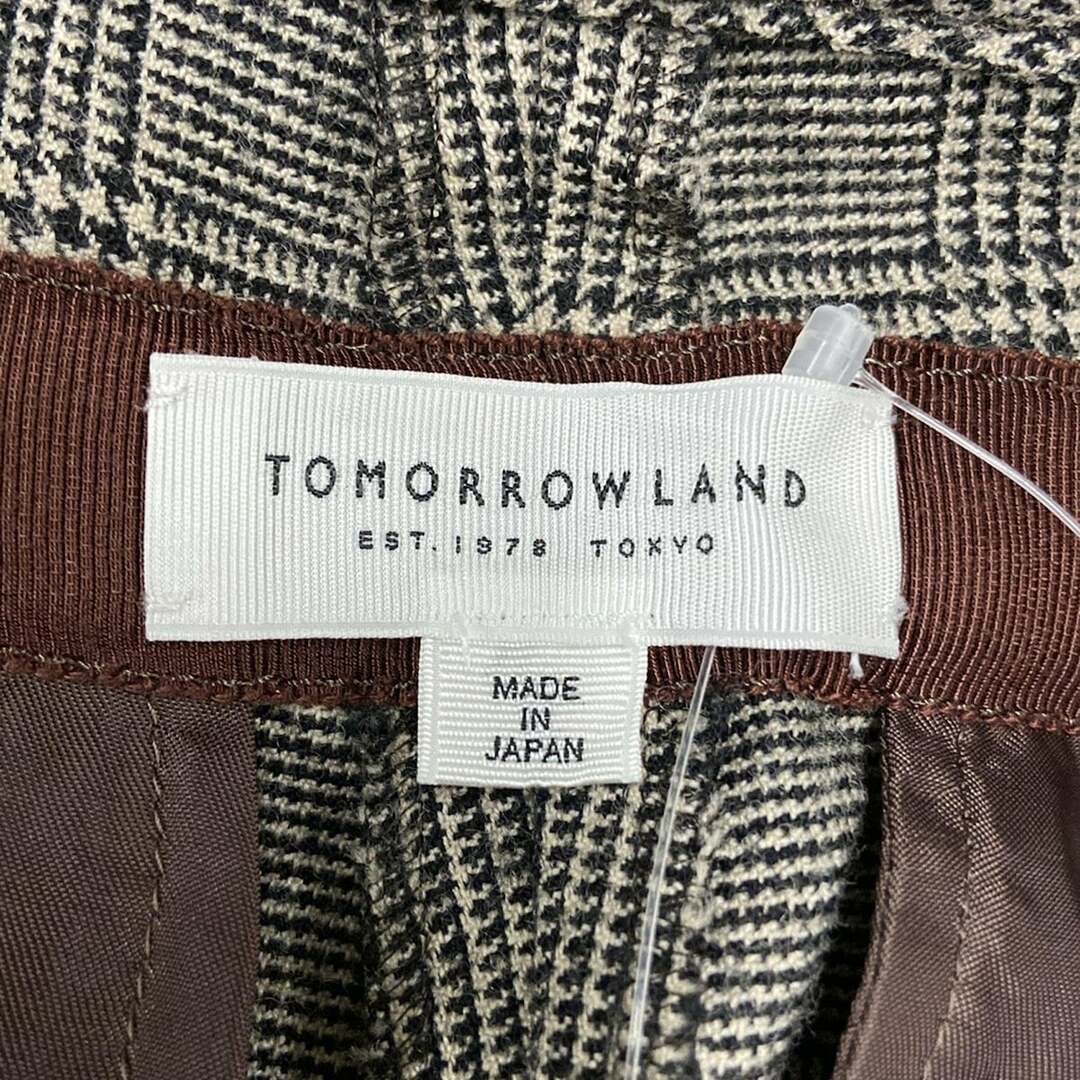 TOMORROWLAND
EST. 1978 TOKYO
MADE
IN
JAPAN